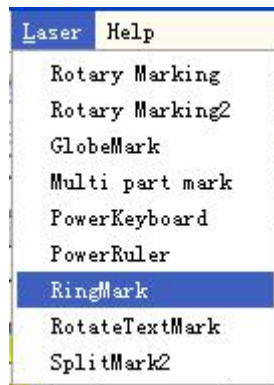 Laser Help
Rotary Marking
Rotary Marking2
GlobeMark
Multi part mark
PowerKeyboard
PowerRuler
RingMark
RotateTextMark
SplitMark2